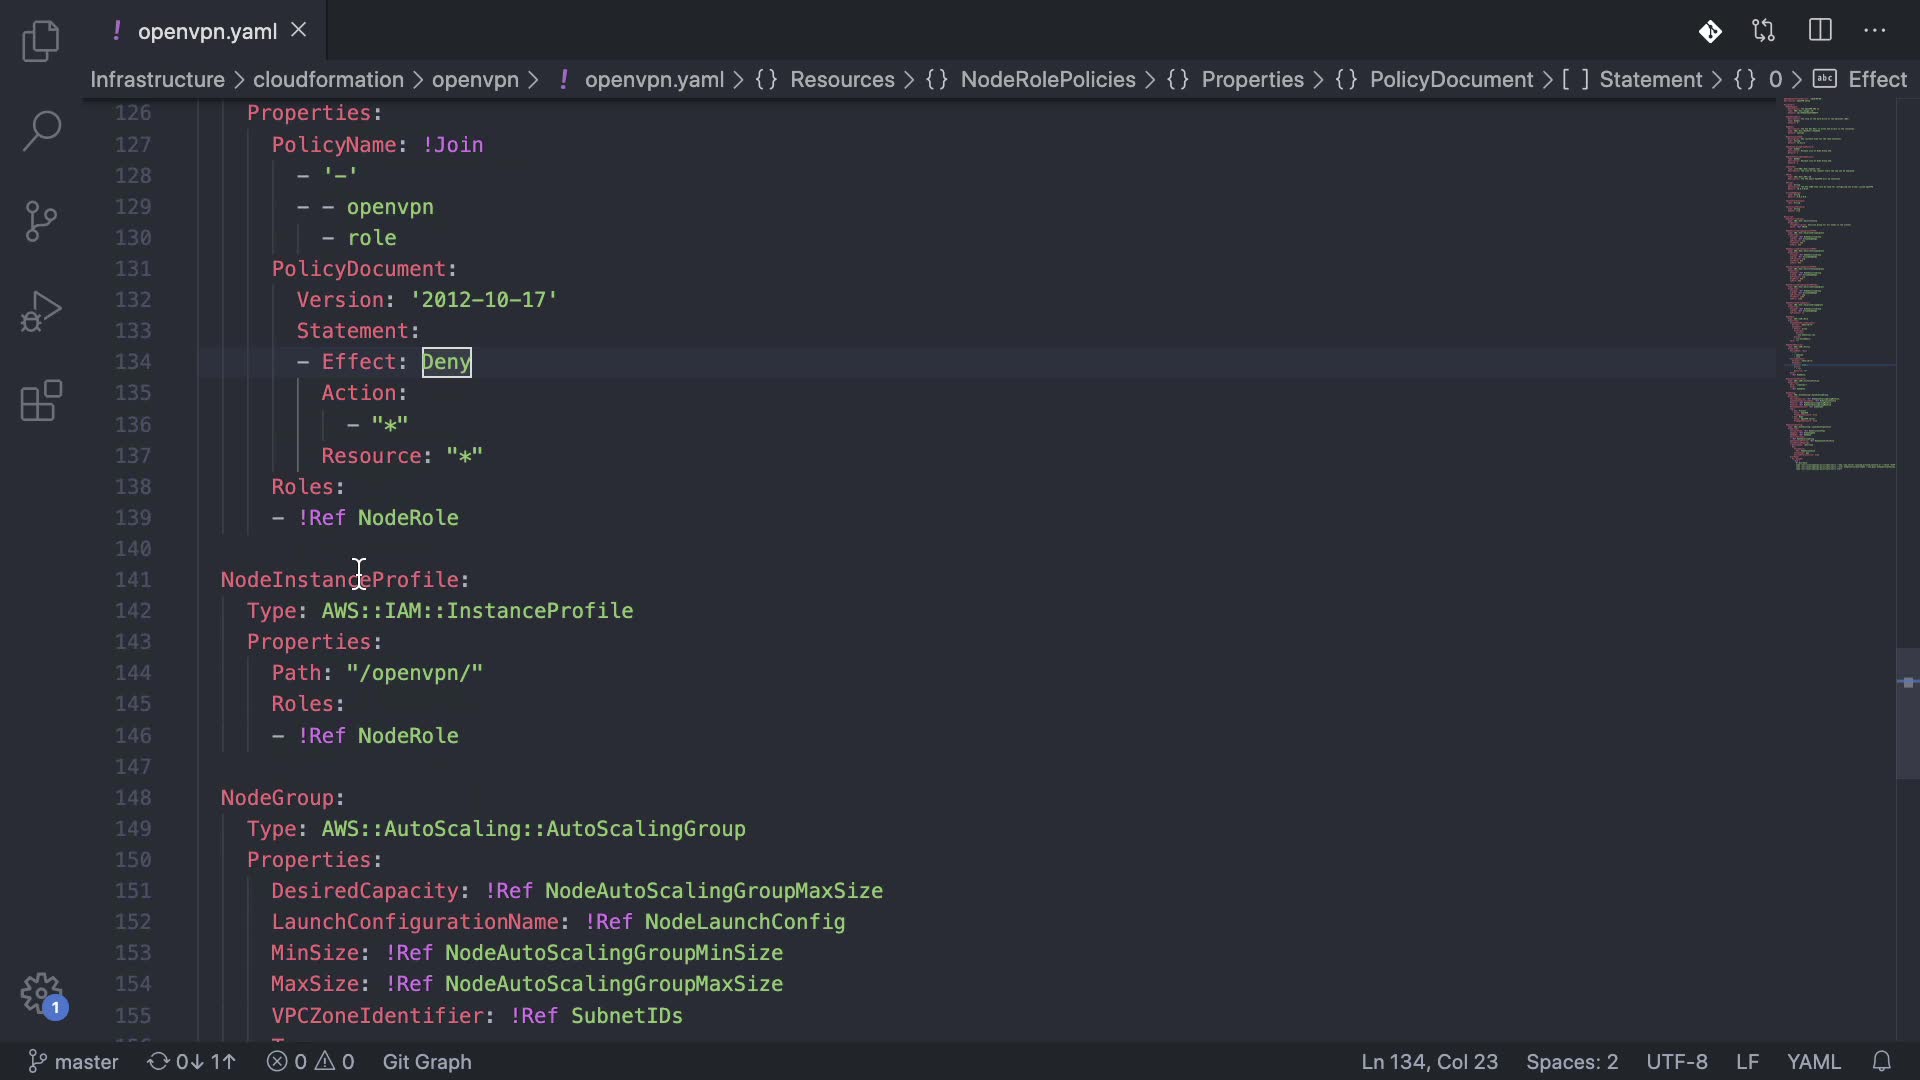 ! openvpn.yaml
Infrastructure > cloudformation > openvpn > ! openvpn.yaml > {} Resources > {} NodeRolePolicies > {} Properties > {} PolicyDocument > [ ] Statement > {} 0 > abc Effect
126 Properties:
127 PolicyName: !Join
128 - '-'
129 - - openvpn
130 - role
131 PolicyDocument:
132 Version: '2012-10-17'
133 Statement:
134 - Effect: Deny
135 Action:
136 - "*"
137 Resource: "*"
138 Roles:
139 - !Ref NodeRole
140
141 NodeInstanceProfile:
142 Type: AWS::IAM::InstanceProfile
143 Properties:
144 Path: "/openvpn/"
145 Roles:
146 - !Ref NodeRole
147
148 NodeGroup:
149 Type: AWS::AutoScaling::AutoScalingGroup
150 Properties:
151 DesiredCapacity: !Ref NodeAutoScalingGroupMaxSize
152 LaunchConfigurationName: !Ref NodeLaunchConfig
153 MinSize: !Ref NodeAutoScalingGroupMinSize
154 MaxSize: !Ref NodeAutoScalingGroupMaxSize
155 VPCZoneIdentifier: !Ref SubnetIDs
1
master 0↓ 1↑ 0 0 Git Graph Ln 134, Col 23 Spaces: 2 UTF-8 LF YAML